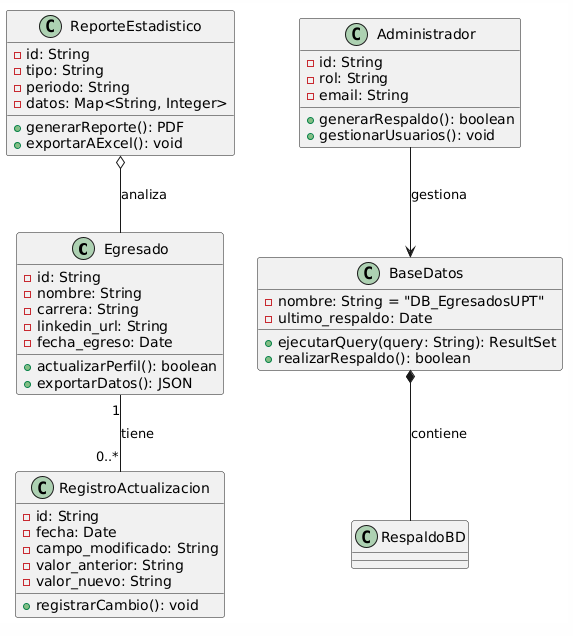 C ReporteEstadistico
id: String
tipo: String
periodo: String
datos: Map<String, Integer>
generarReporte(): PDF
exportarAExcel(): void
C Administrador
id: String
rol: String
email: String
generarRespaldo(): boolean
gestionarUsuarios(): void
analiza
gestiona
C Egresado
id: String
nombre: String
carrera: String
linkedin_url: String
fecha_egreso: Date
actualizarPerfil(): boolean
exportarDatos(): JSON
C BaseDatos
nombre: String = "DB_EgresadosUPT"
ultimo_respaldo: Date
ejecutarQuery(query: String): ResultSet
realizarRespaldo(): boolean
1
tiene
0..*
contiene
C RegistroActualizacion
id: String
fecha: Date
campo_modificado: String
valor_anterior: String
valor_nuevo: String
registrarCambio(): void
C RespaldoBD